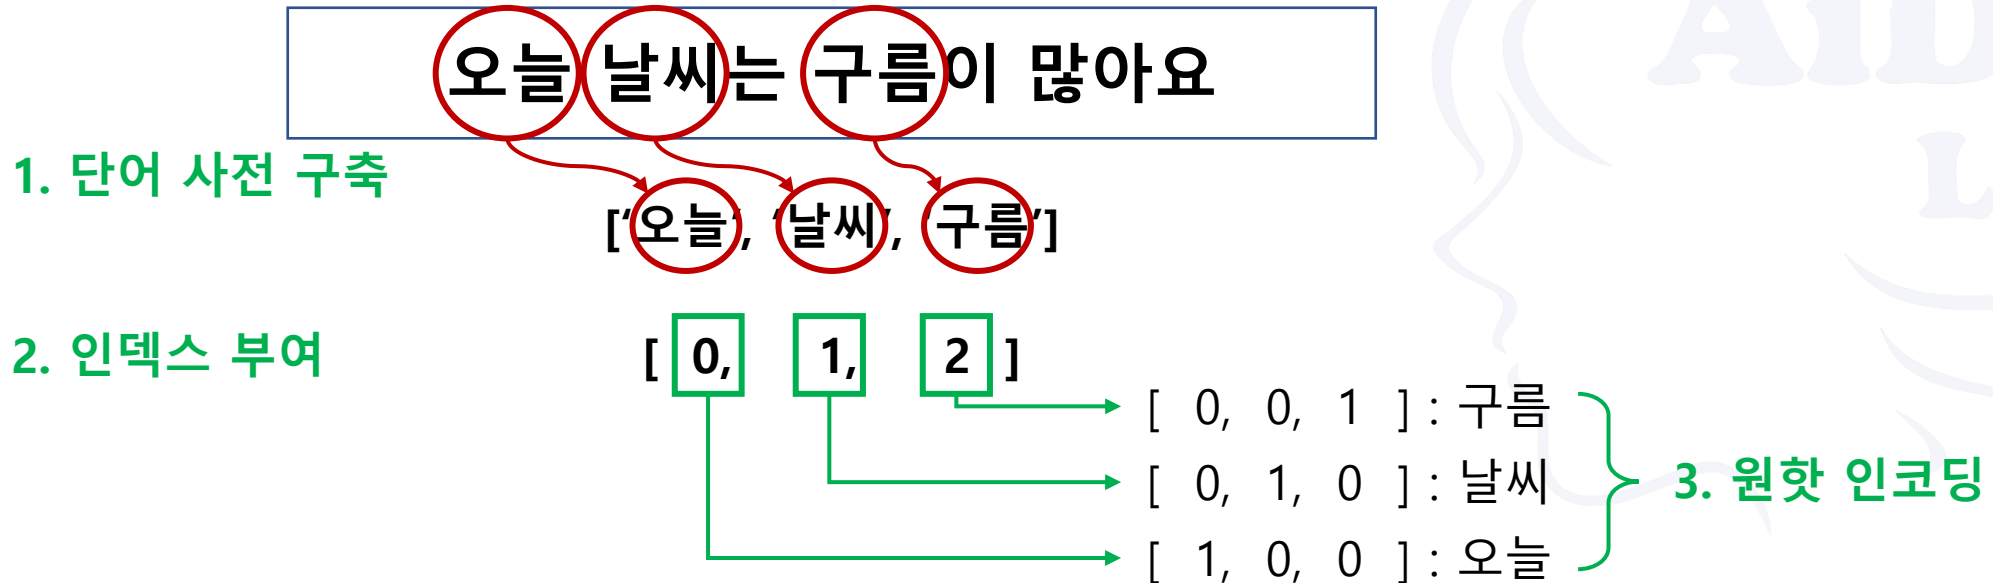 오늘 날씨는 구름이 많아요
1. 단어 사전 구축
['오늘', '날씨', '구름']
2. 인덱스 부여
[ 0, 1, 2 ]
[ 0, 0, 1 ] : 구름
[ 0, 1, 0 ] : 날씨
3. 원핫 인코딩
[ 1, 0, 0 ] : 오늘